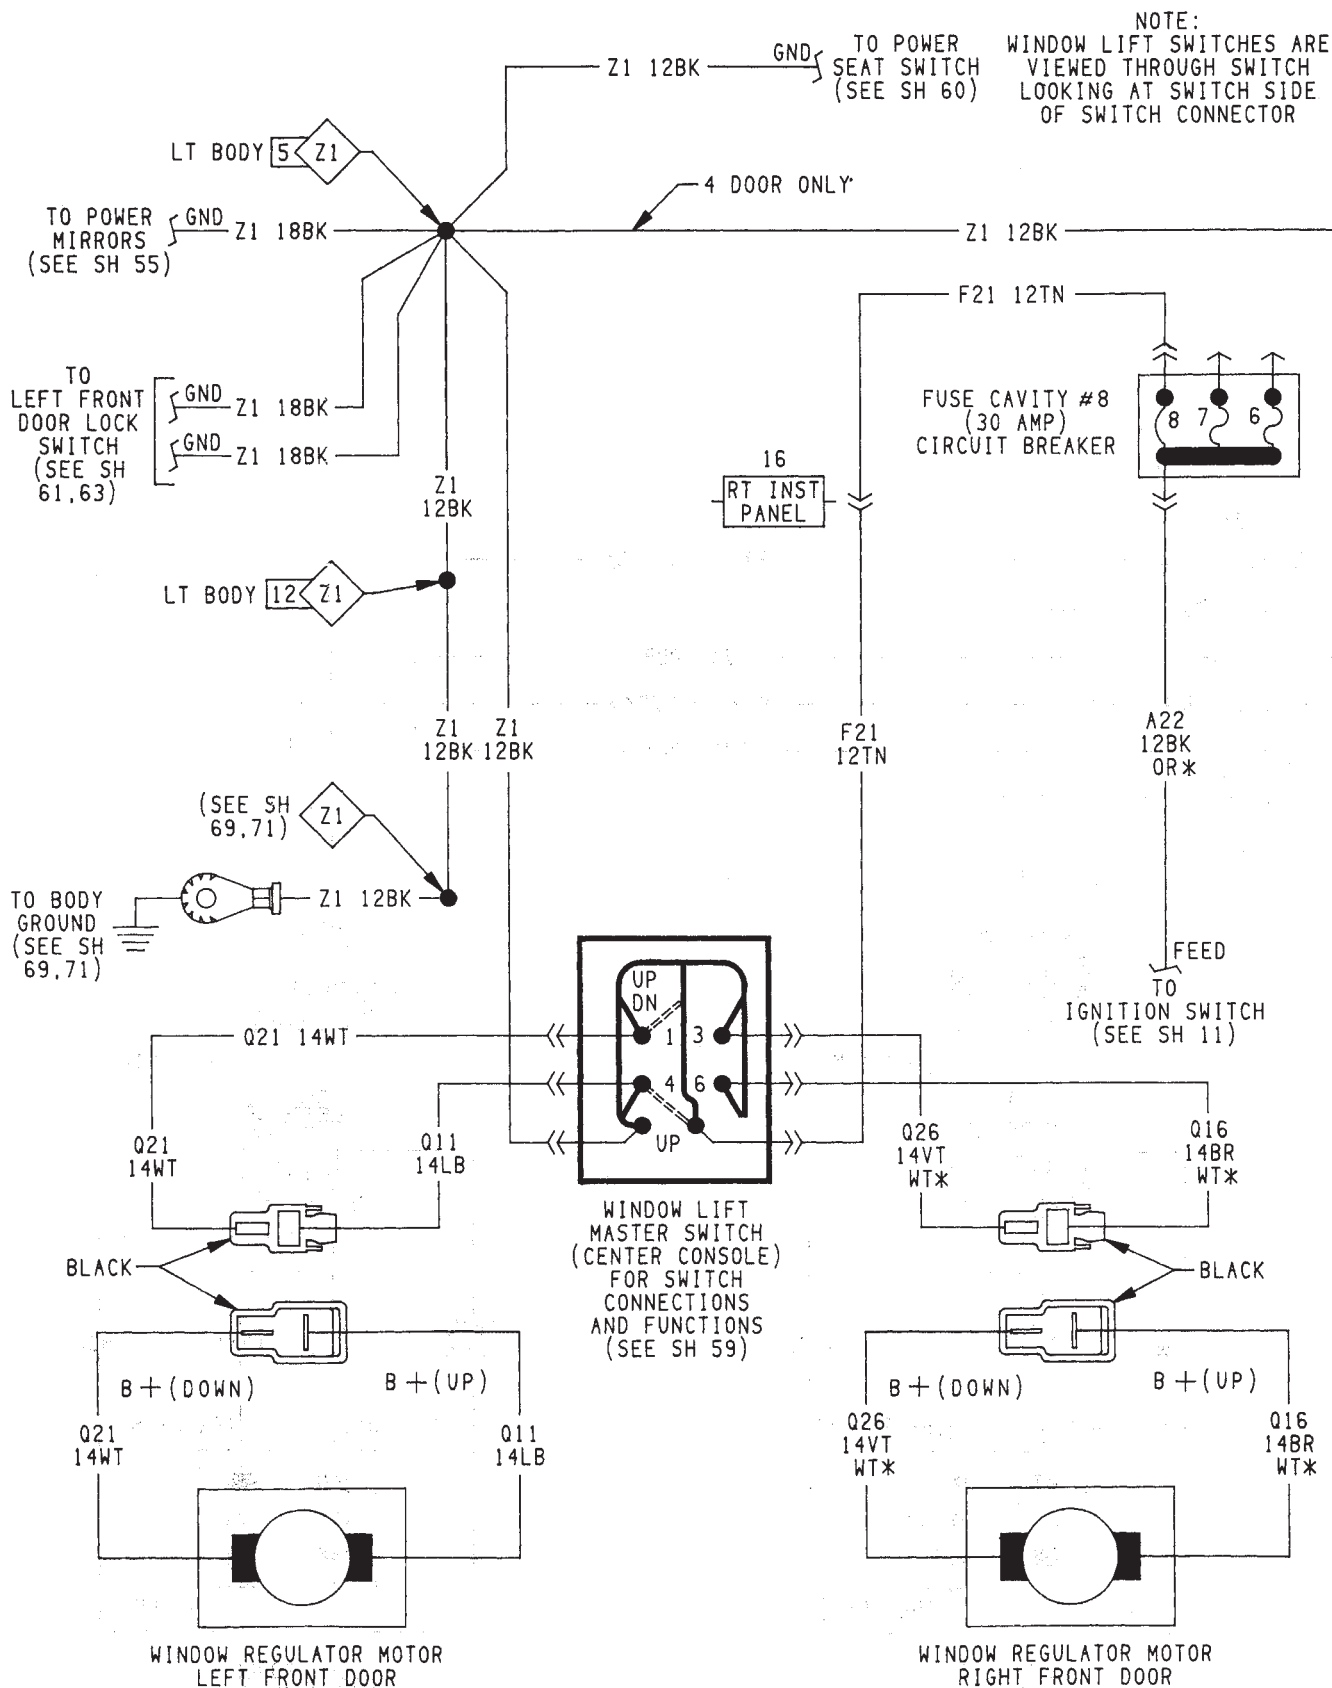 NOTE:
WINDOW LIFT SWITCHES ARE
VIEWED THROUGH SWITCH
LOOKING AT SWITCH SIDE
OF SWITCH CONNECTOR
Z1 12BK
GND
TO POWER
SEAT SWITCH
(SEE SH 60)
LT BODY 5 Z1
4 DOOR ONLY
TO POWER
MIRRORS
(SEE SH 55)
GND
Z1 18BK
Z1 12BK
F21 12TN
TO
LEFT FRONT
DOOR LOCK
SWITCH
(SEE SH
61,63)
GND
Z1 18BK
GND
Z1 18BK
FUSE CAVITY #8
(30 AMP)
CIRCUIT BREAKER
8 7 6
16
RT INST
PANEL
Z1
12BK
LT BODY 12 Z1
Z1
12BK
Z1
12BK
F21
12TN
A22
12BK
OR*
(SEE SH
69,71)
Z1
TO BODY
GROUND
(SEE SH
69,71)
Z1 12BK
FEED
TO
IGNITION SWITCH
(SEE SH 11)
UP
DN
1 3
4 6
UP
Q21 14WT
Q21
14WT
Q11
14LB
Q26
14VT
WT*
Q16
14BR
WT*
WINDOW LIFT
MASTER SWITCH
(CENTER CONSOLE)
FOR SWITCH
CONNECTIONS
AND FUNCTIONS
(SEE SH 59)
BLACK
BLACK
B+(DOWN)
B+(UP)
B+(DOWN)
B+(UP)
Q21
14WT
Q11
14LB
Q26
14VT
WT*
Q16
14BR
WT*
WINDOW REGULATOR MOTOR
LEFT FRONT DOOR
WINDOW REGULATOR MOTOR
RIGHT FRONT DOOR